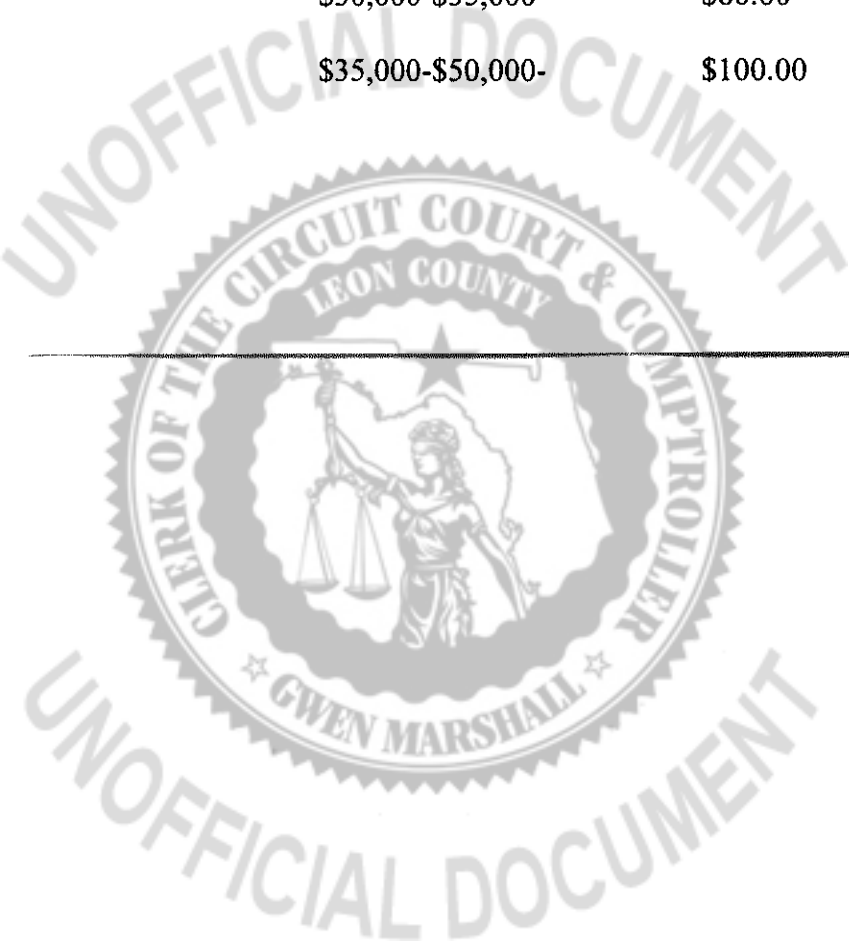 $35,000-$50,000- $100.00
UNOFFICIAL DOCUMENT
CLERK OF THE CIRCUIT COURT & COMPTROLLER
LEON COUNTY
GWEN MARSHALL
UNOFFICIAL DOCUMENT